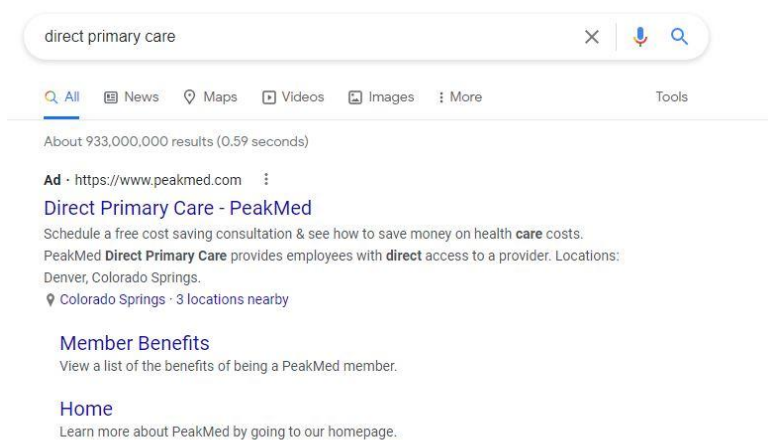 direct primary care
All News Maps Videos Images More Tools
About 933,000,000 results (0.59 seconds)
Ad · https://www.peakmed.com
Direct Primary Care - PeakMed
Schedule a free cost saving consultation & see how to save money on health care costs.
PeakMed Direct Primary Care provides employees with direct access to a provider. Locations:
Denver, Colorado Springs.
Colorado Springs · 3 locations nearby
Member Benefits
View a list of the benefits of being a PeakMed member.
Home
Learn more about PeakMed by going to our homepage.